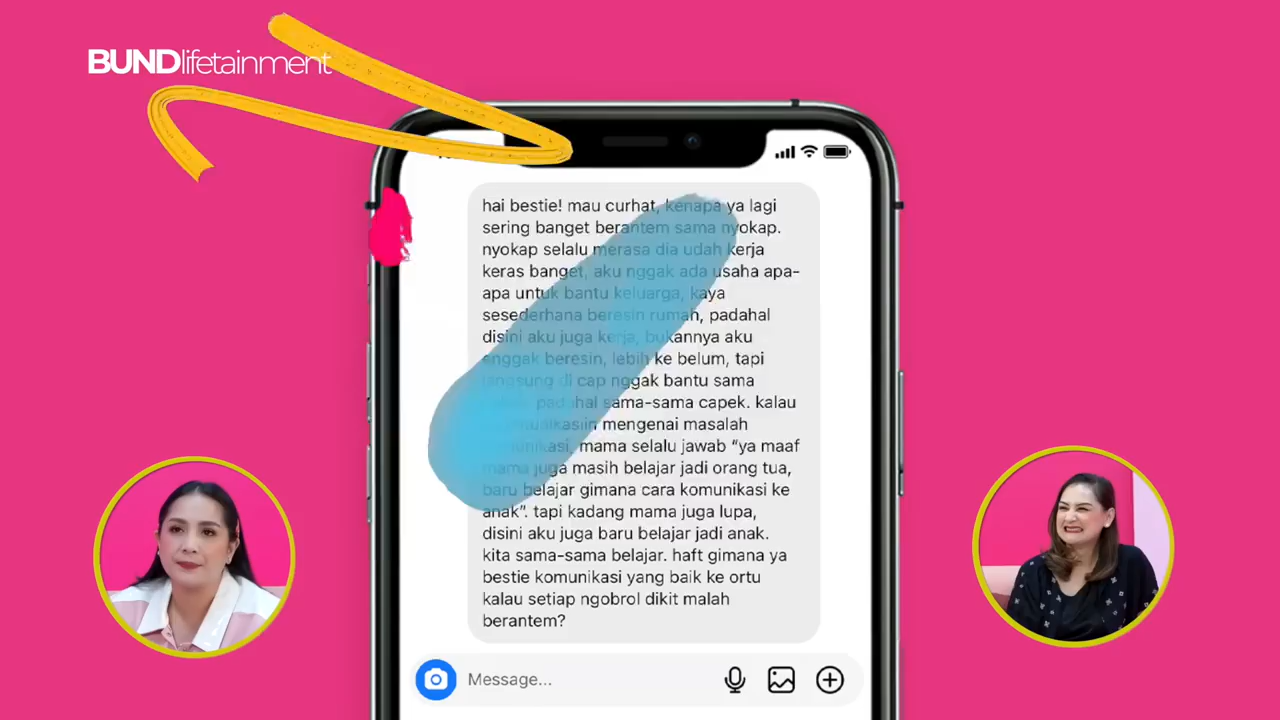 BUNDlifetainment
hai bestie! mau curhat, kenapa ya lagi
sering banget berantem sama nyokap.
nyokap selalu merasa dia udah kerja
keras banget, aku nggak ada usaha apa-
apa untuk bantu keluarga, kaya
sesederhana beresin rumah, padahal
disini aku juga kerja, bukannya aku
enggak beresin, lebih ke belum, tapi
langsung di cap nggak bantu sama
padahal sama-sama capek. kalau
mengenai masalah
komunikasi, mama selalu jawab “ya maaf
mama juga masih belajar jadi orang tua,
baru belajar gimana cara komunikasi ke
anak”. tapi kadang mama juga lupa,
disini aku juga baru belajar jadi anak.
kita sama-sama belajar. haft gimana ya
bestie komunikasi yang baik ke ortu
kalau setiap ngobrol dikit malah
berantem?
Message...